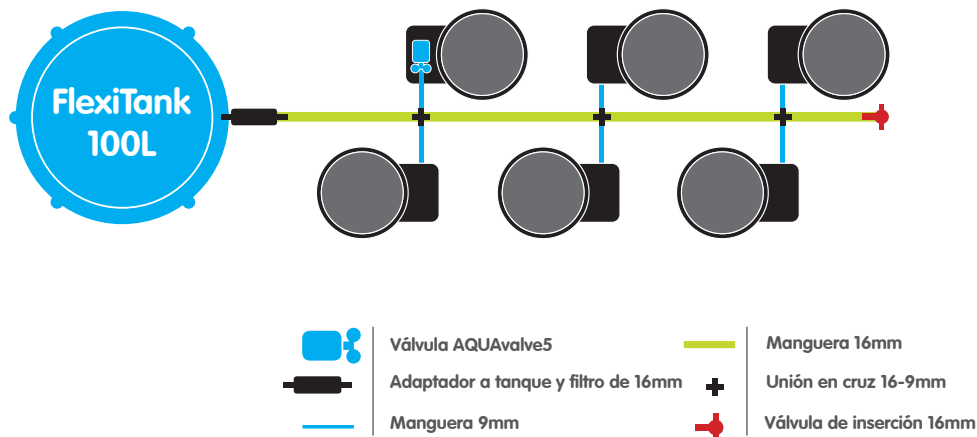 FlexiTank
100L
Válvula AQUAvalve5
Adaptador a tanque y filtro de 16mm
Manguera 9mm
Manguera 16mm
Unión en cruz 16-9mm
Válvula de inserción 16mm